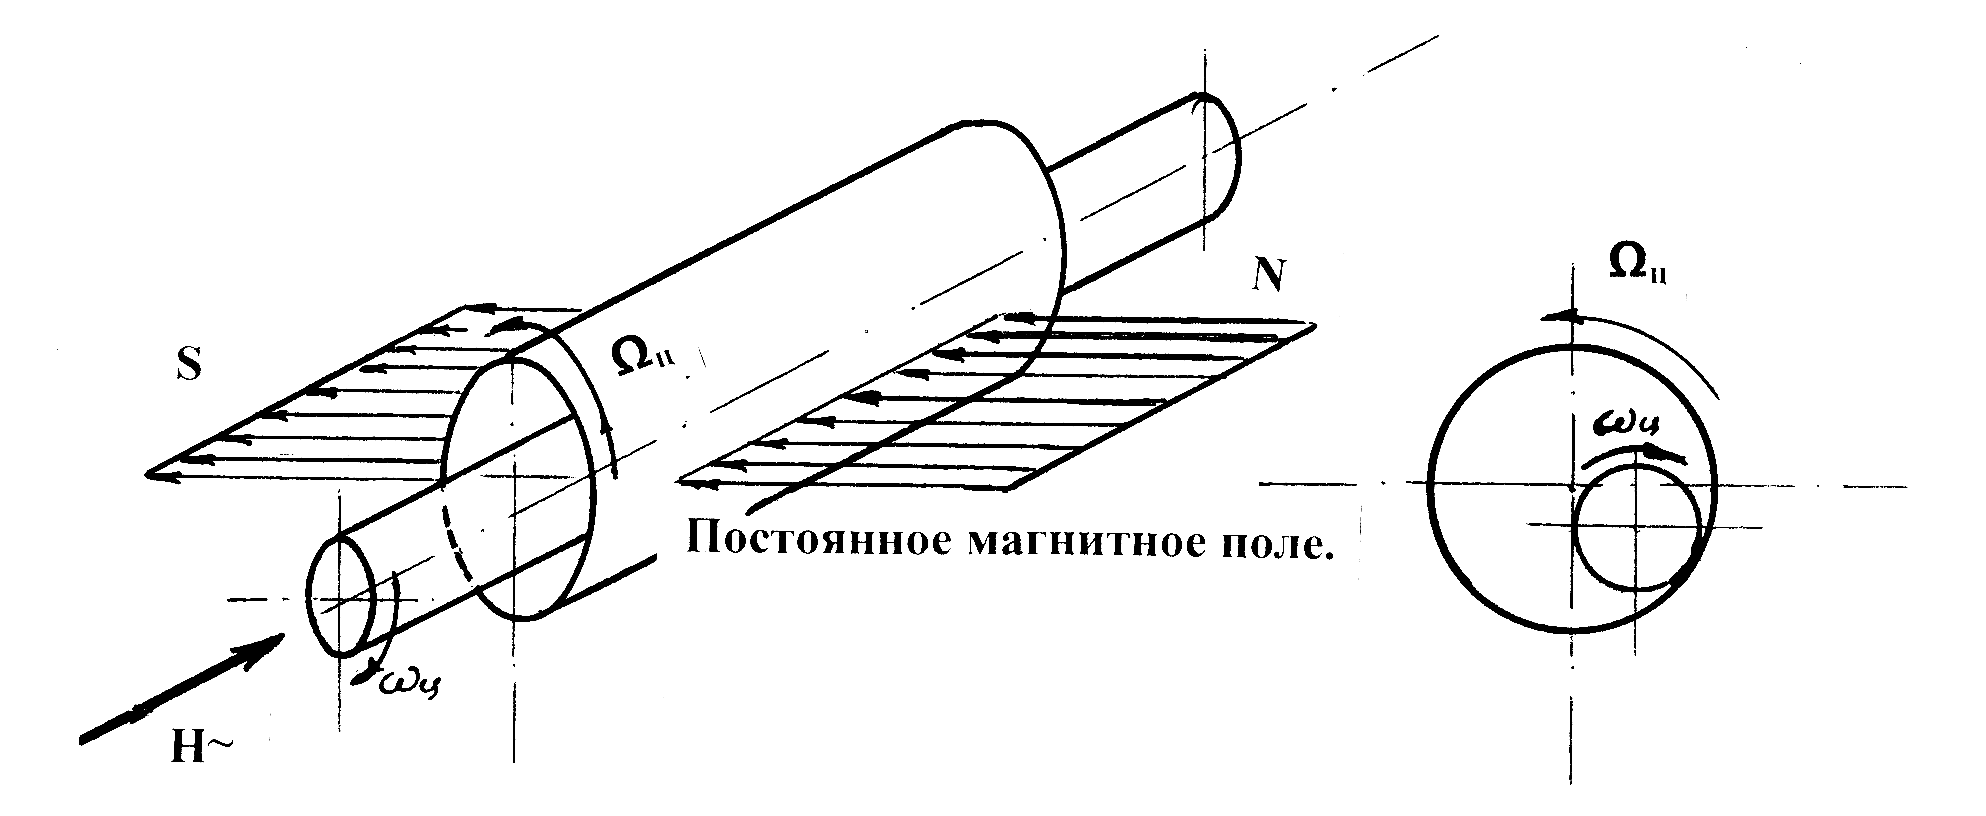 N
Ωц
S
Ωц
ωц
Постоянное магнитное поле.
ωц
H~